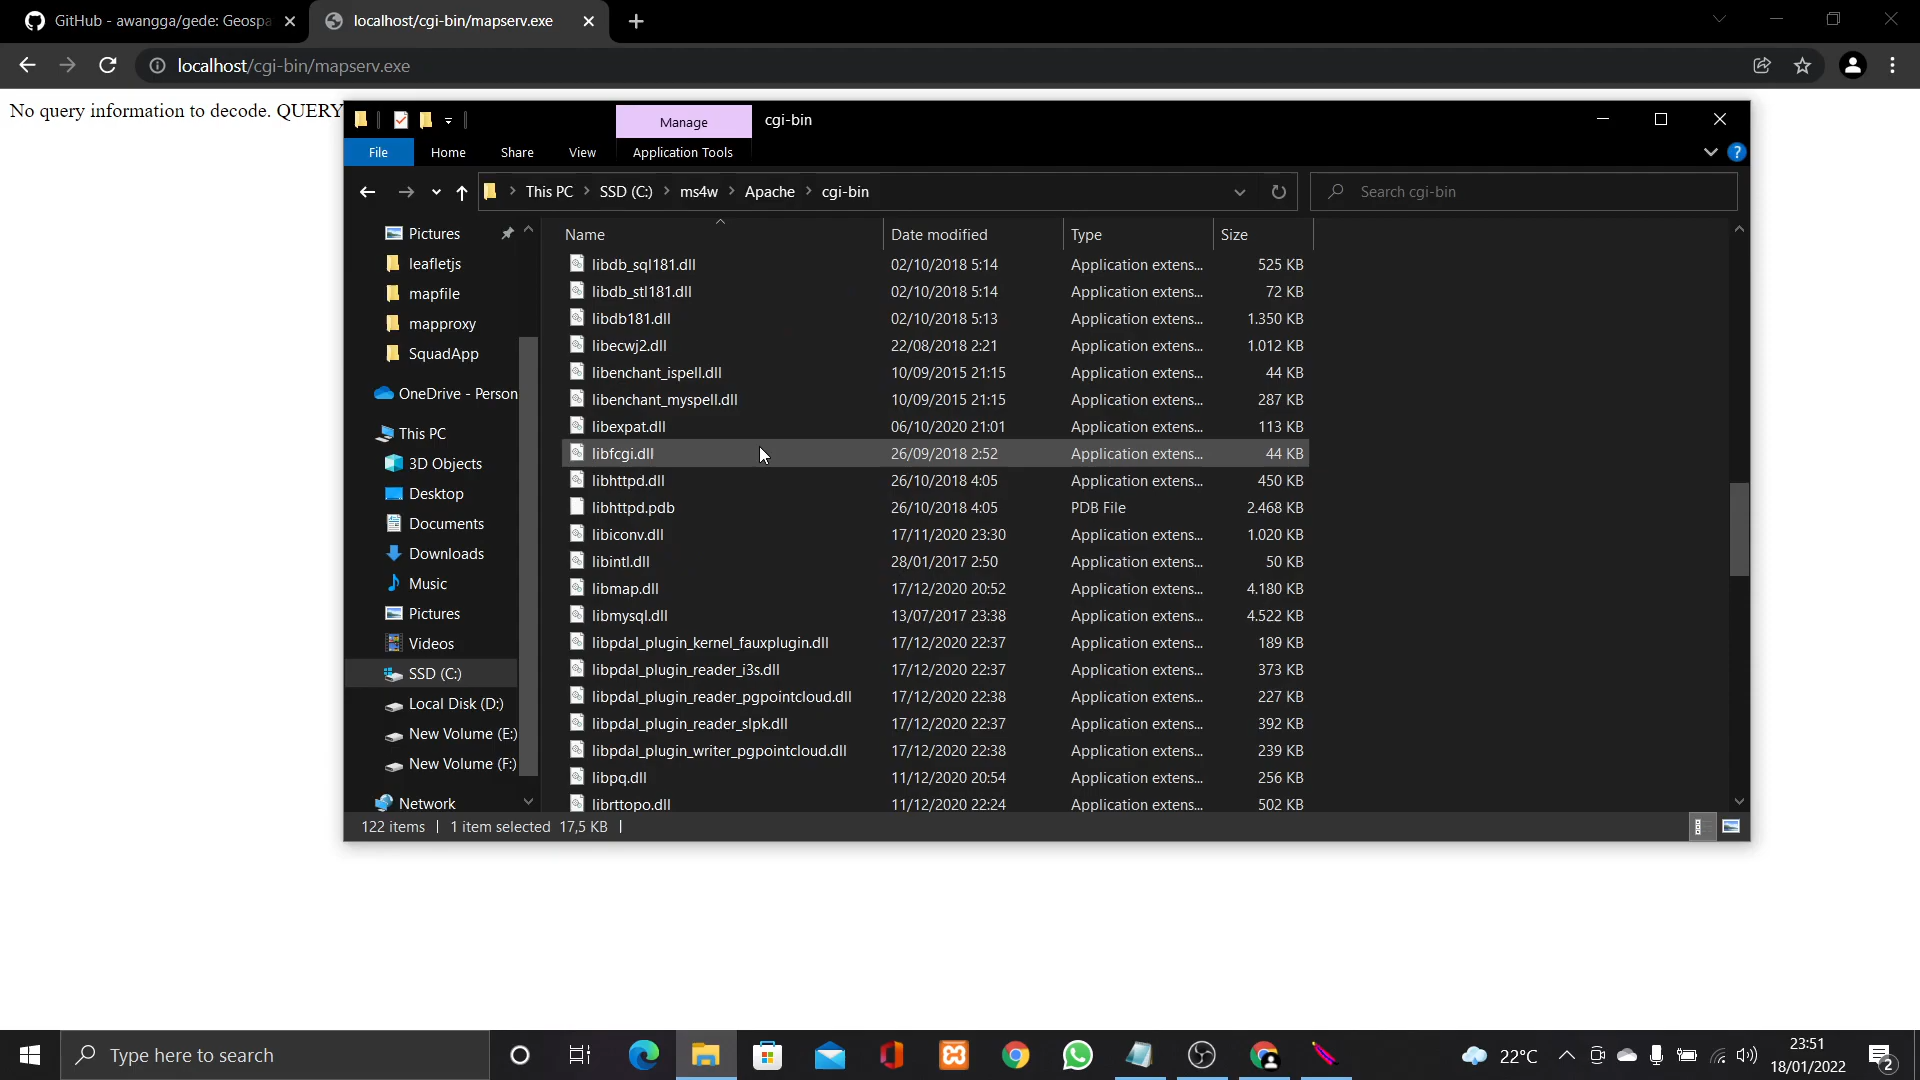 GitHub - awangga/gede: Geospa
localhost/cgi-bin/mapserv.exe
localhost/cgi-bin/mapserv.exe
No query information to decode. QUERY
Manage
cgi-bin
File
Home
Share
View
Application Tools
This PC > SSD (C:) > ms4w > Apache > cgi-bin
Search cgi-bin
Pictures
leafletjs
mapfile
mapproxy
SquadApp
OneDrive - Person
This PC
3D Objects
Desktop
Documents
Downloads
Music
Pictures
Videos
SSD (C:)
Local Disk (D:)
New Volume (E:)
New Volume (F:)
Network
Name Date modified Type Size
libdb_sql181.dll 02/10/2018 5:14 Application extens... 525 KB
libdb_stl181.dll 02/10/2018 5:14 Application extens... 72 KB
libdb181.dll 02/10/2018 5:13 Application extens... 1.350 KB
libecwj2.dll 22/08/2018 2:21 Application extens... 1.012 KB
libenchant_ispell.dll 10/09/2015 21:15 Application extens... 44 KB
libenchant_myspell.dll 10/09/2015 21:15 Application extens... 287 KB
libexpat.dll 06/10/2020 21:01 Application extens... 113 KB
libfcgi.dll 26/09/2018 2:52 Application extens... 44 KB
libhttpd.dll 26/10/2018 4:05 Application extens... 450 KB
libhttpd.pdb 26/10/2018 4:05 PDB File 2.468 KB
libiconv.dll 17/11/2020 23:30 Application extens... 1.020 KB
libintl.dll 28/01/2017 2:50 Application extens... 50 KB
libmap.dll 17/12/2020 20:52 Application extens... 4.180 KB
libmysql.dll 13/07/2017 23:38 Application extens... 4.522 KB
libpdal_plugin_kernel_fauxplugin.dll 17/12/2020 22:37 Application extens... 189 KB
libpdal_plugin_reader_i3s.dll 17/12/2020 22:37 Application extens... 373 KB
libpdal_plugin_reader_pgpointcloud.dll 17/12/2020 22:38 Application extens... 227 KB
libpdal_plugin_reader_slpk.dll 17/12/2020 22:37 Application extens... 392 KB
libpdal_plugin_writer_pgpointcloud.dll 17/12/2020 22:38 Application extens... 239 KB
libpq.dll 11/12/2020 20:54 Application extens... 256 KB
librttopo.dll 11/12/2020 22:24 Application extens... 502 KB
122 items 1 item selected 17,5 KB
Type here to search
22°C
23:51
18/01/2022
2